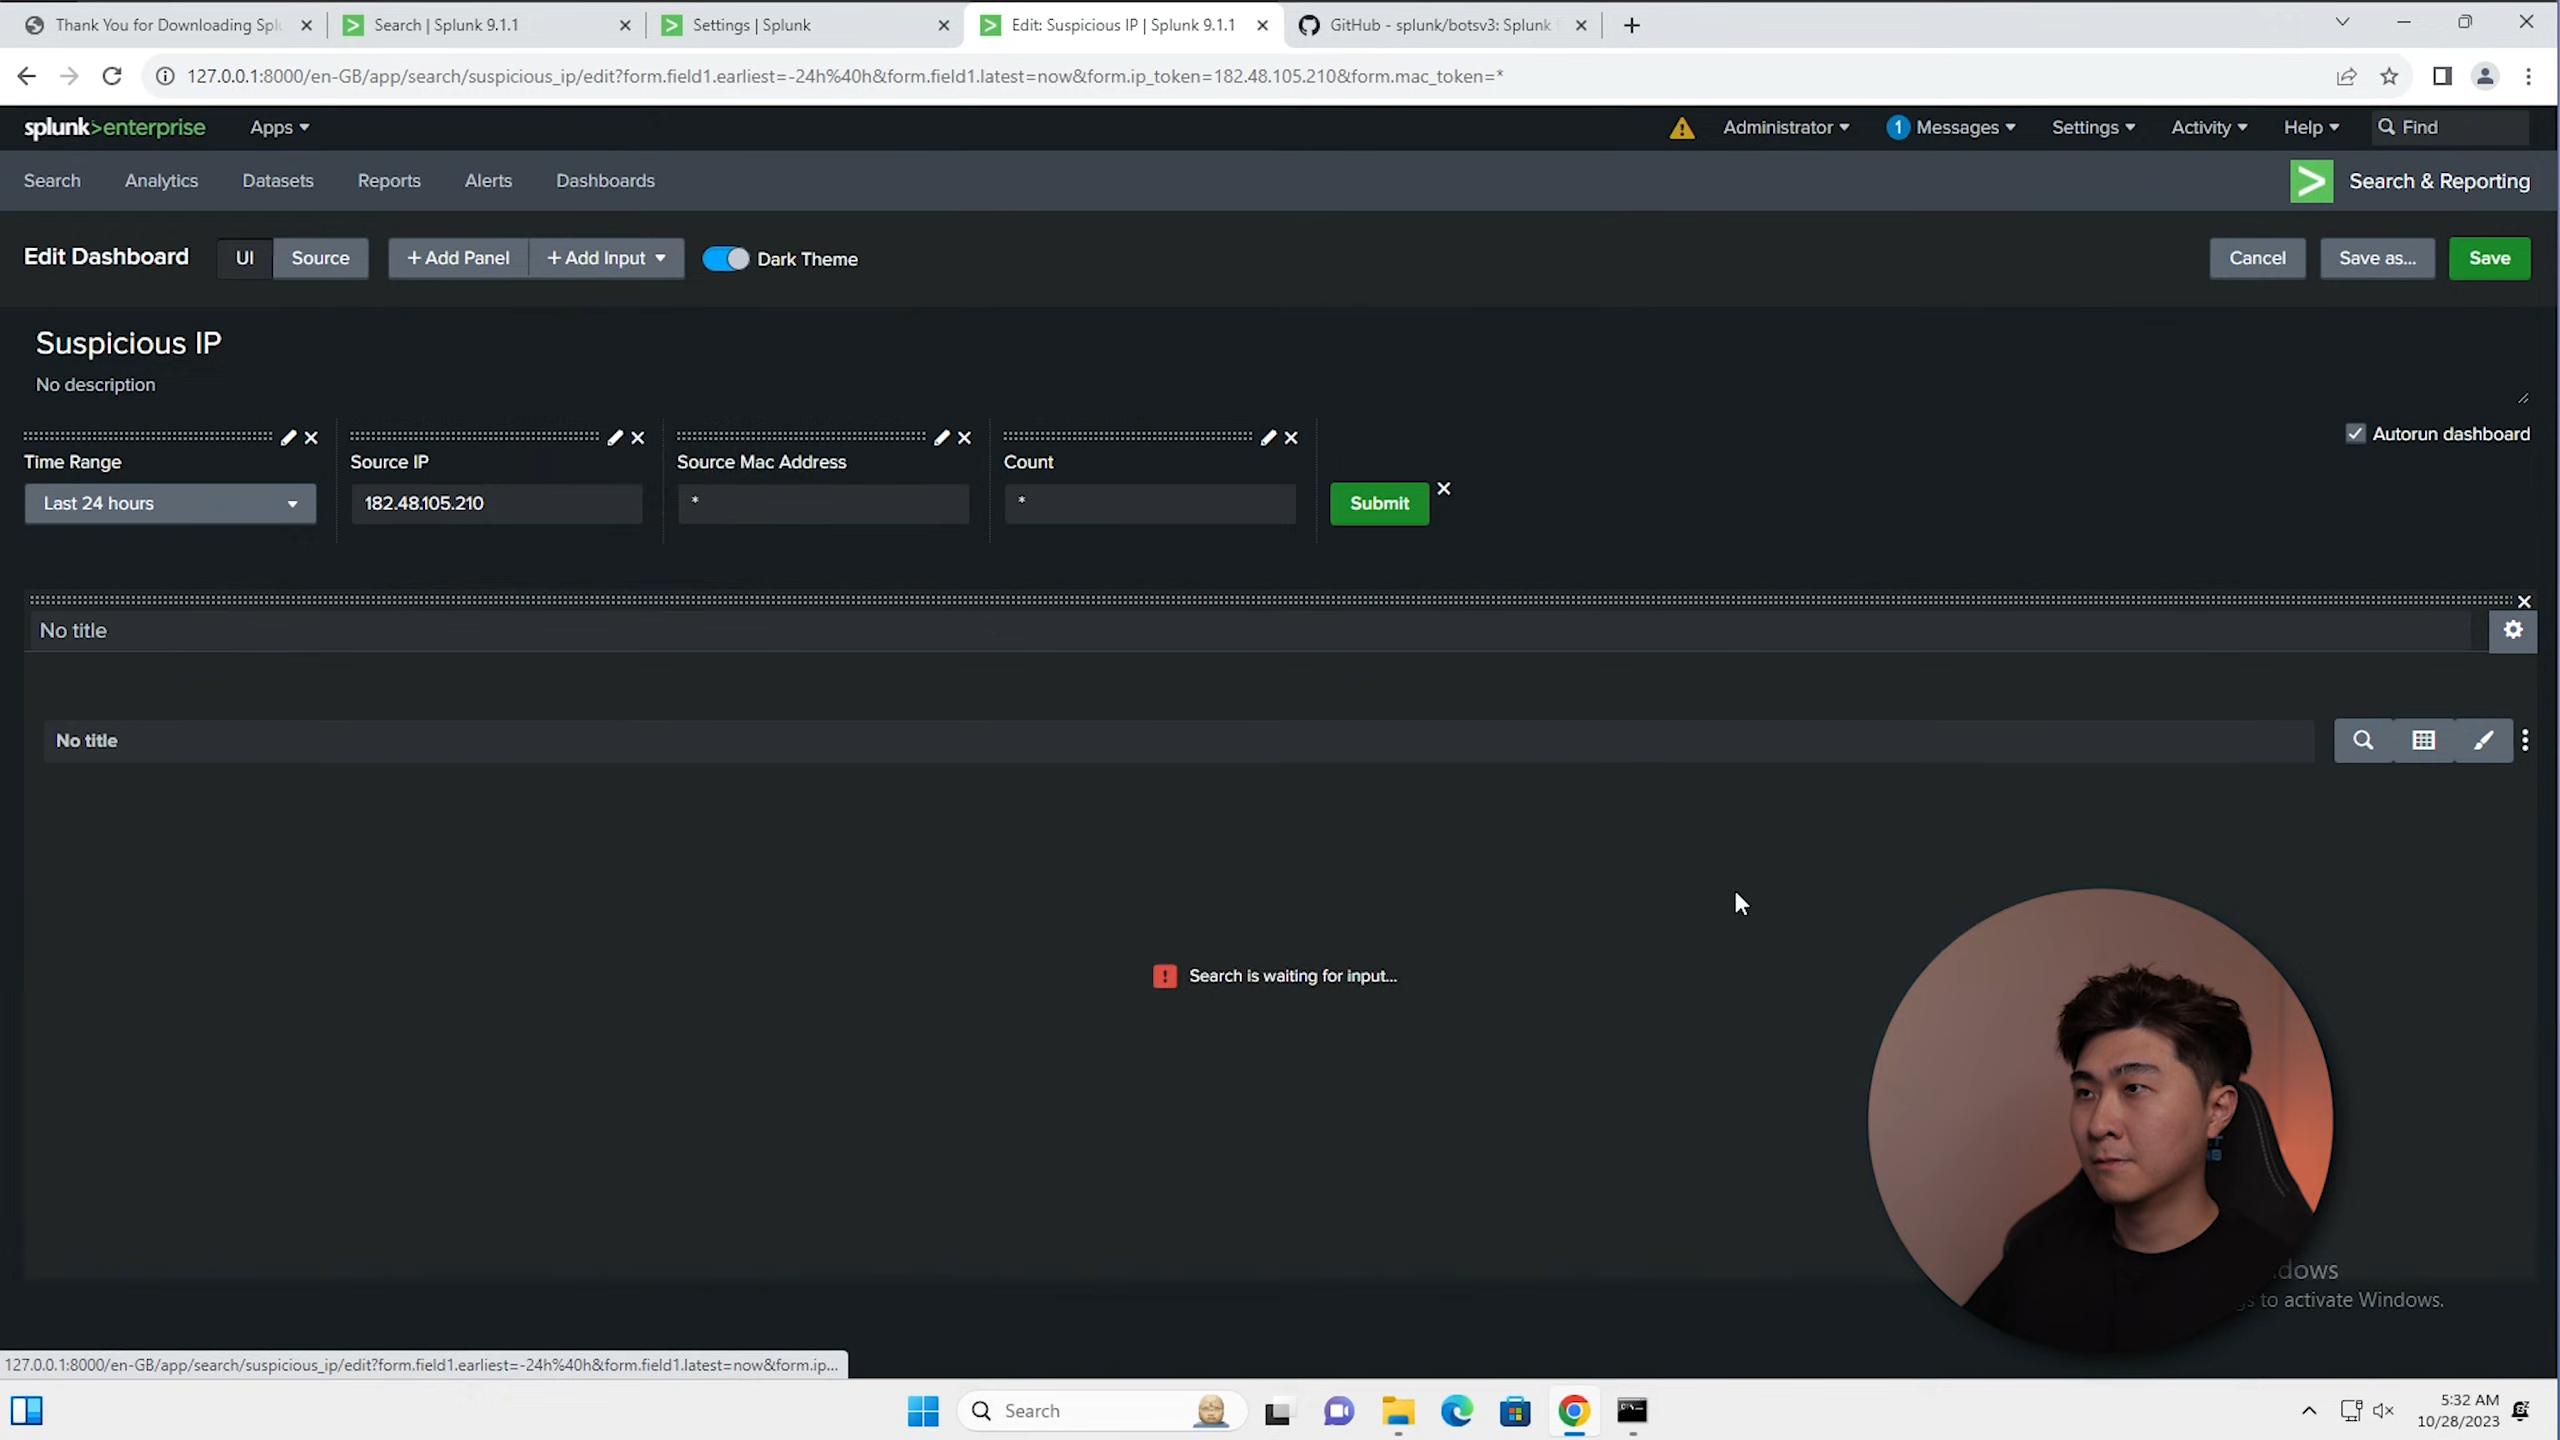 Thank You for Downloading Spl
Search | Splunk 9.1.1
Settings | Splunk
Edit: Suspicious IP | Splunk 9.1.1
GitHub - splunk/botsv3: Splunk
127.0.0.1:8000/en-GB/app/search/suspicious_ip/edit?form.field1.earliest=-24h%40h&form.field1.latest=now&form.ip_token=182.48.105.210&form.mac_token=*
splunk>enterprise
Apps
Administrator
1 Messages
Settings
Activity
Help
Find
Search
Analytics
Datasets
Reports
Alerts
Dashboards
Search & Reporting
Edit Dashboard
UI
Source
+ Add Panel
+ Add Input
Dark Theme
Cancel
Save as...
Save
Suspicious IP
No description
Autorun dashboard
Time Range
Source IP
Source Mac Address
Count
Last 24 hours
182.48.105.210
*
*
Submit
No title
No title
Search is waiting for input...
to activate Windows.
127.0.0.1:8000/en-GB/app/search/suspicious_ip/edit?form.field1.earliest=-24h%40h&form.field1.latest=now&form.ip...
Search
5:32 AM
10/28/2023